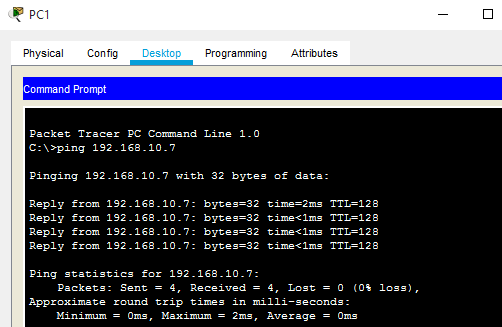 PC1
Physical Config Desktop Programming Attributes
Command Prompt
Packet Tracer PC Command Line 1.0
C:\>ping 192.168.10.7
Pinging 192.168.10.7 with 32 bytes of data:
Reply from 192.168.10.7: bytes=32 time=2ms TTL=128
Reply from 192.168.10.7: bytes=32 time<1ms TTL=128
Reply from 192.168.10.7: bytes=32 time<1ms TTL=128
Reply from 192.168.10.7: bytes=32 time<1ms TTL=128
Ping statistics for 192.168.10.7:
Packets: Sent = 4, Received = 4, Lost = 0 (0% loss),
Approximate round trip times in milli-seconds:
Minimum = 0ms, Maximum = 2ms, Average = 0ms